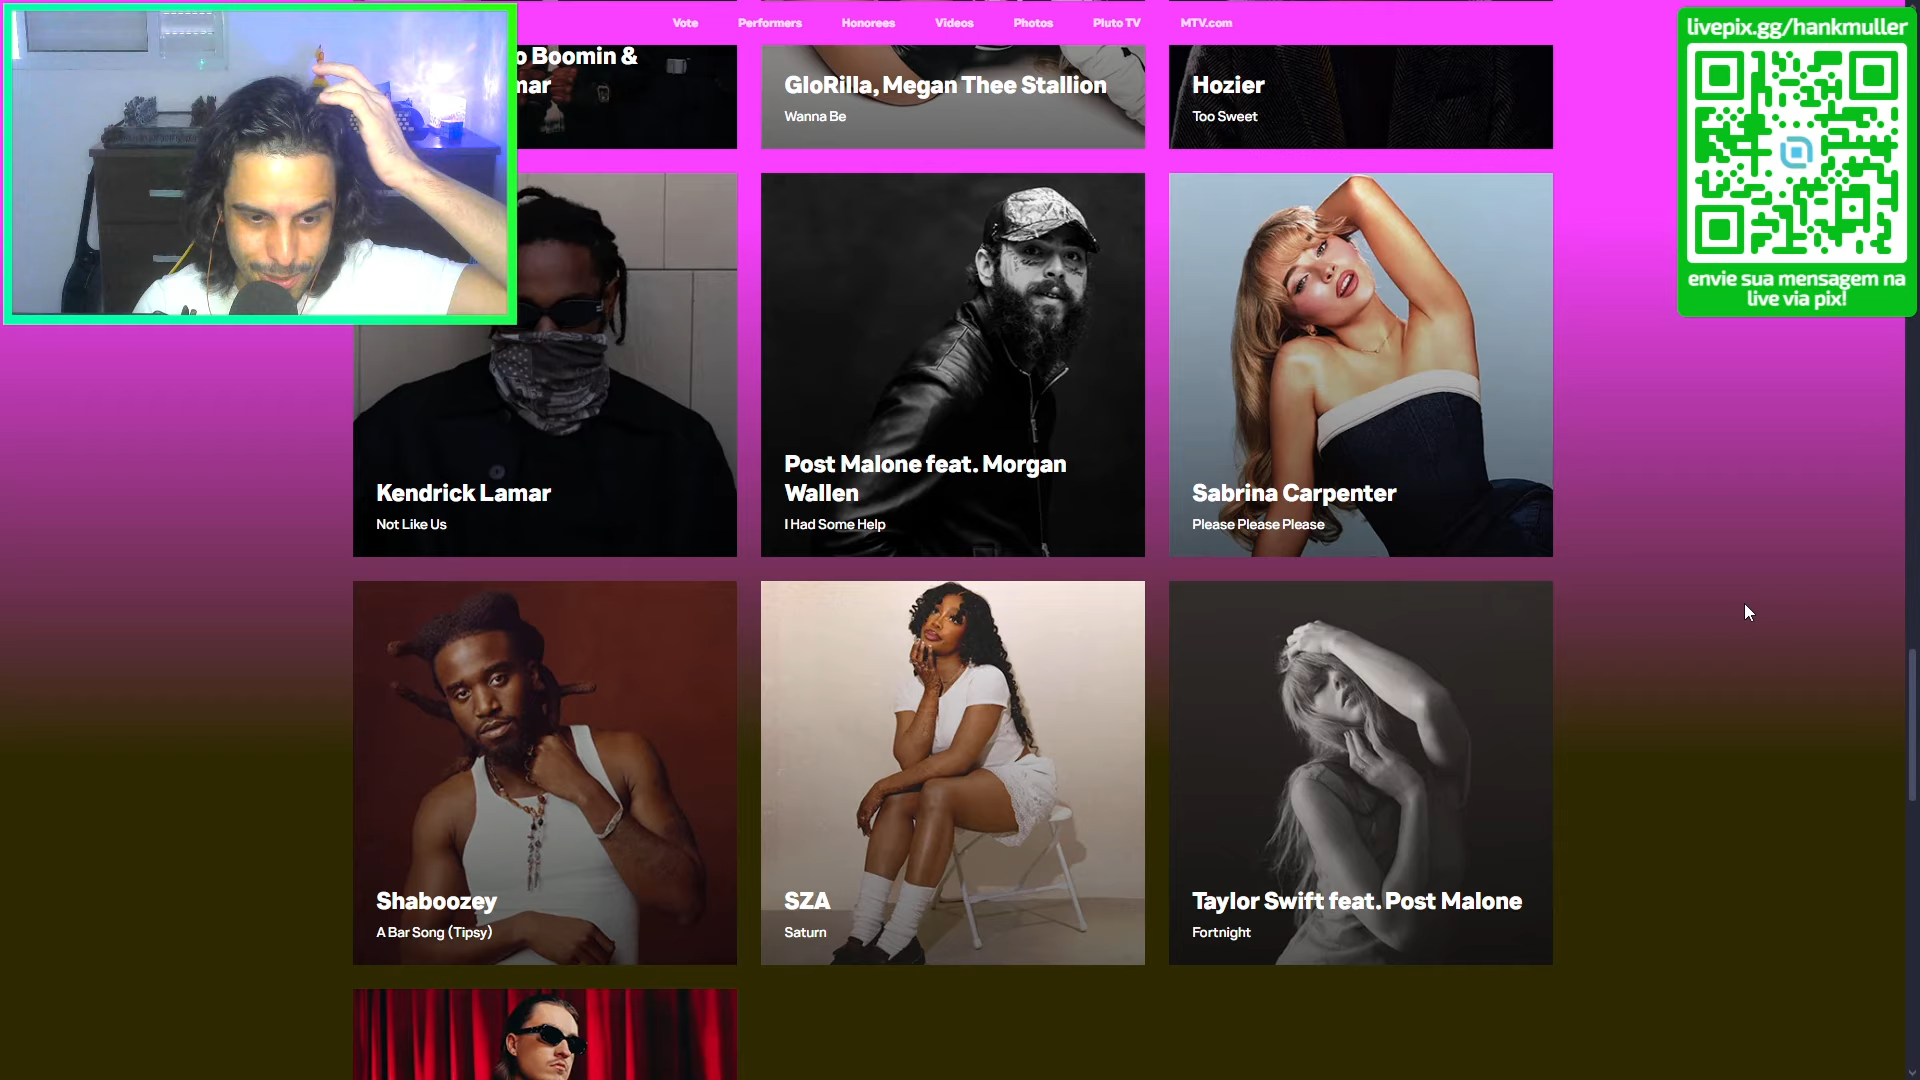 Vote Performers Honorees Videos Photos Pluto TV MTV.com
livepix.gg/hankmuller
envie sua mensagem na
live via pix!
o Boomin &
mar
GloRilla, Megan Thee Stallion
Wanna Be
Hozier
Too Sweet
Kendrick Lamar
Not Like Us
Post Malone feat. Morgan
Wallen
I Had Some Help
Sabrina Carpenter
Please Please Please
Shaboozey
A Bar Song (Tipsy)
SZA
Saturn
Taylor Swift feat. Post Malone
Fortnight